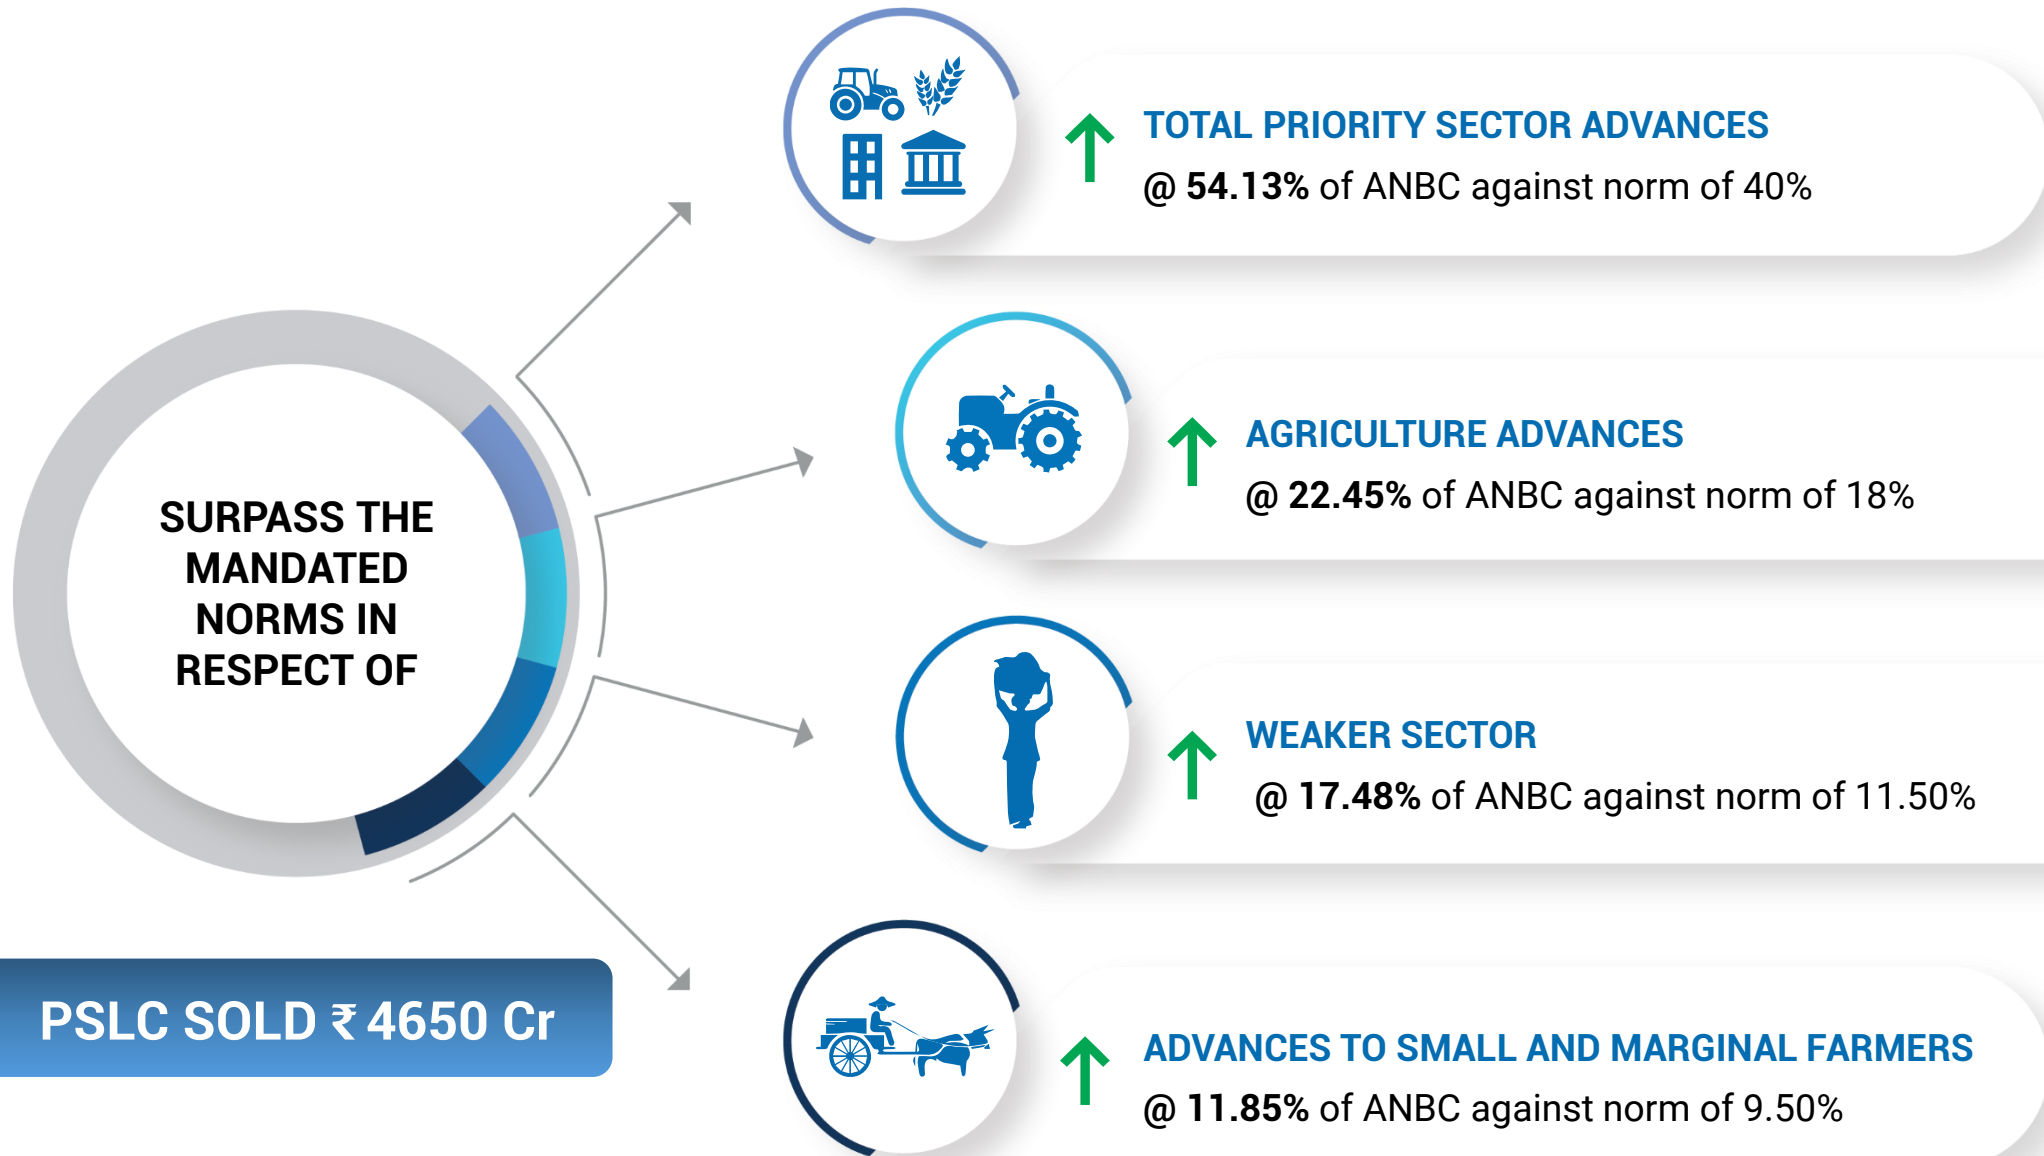 SURPASS THE
MANDATED
NORMS IN
RESPECT OF
TOTAL PRIORITY SECTOR ADVANCES
@ 54.13% of ANBC against norm of 40%
AGRICULTURE ADVANCES
@ 22.45% of ANBC against norm of 18%
WEAKER SECTOR
@ 17.48% of ANBC against norm of 11.50%
ADVANCES TO SMALL AND MARGINAL FARMERS
@ 11.85% of ANBC against norm of 9.50%
PSLC SOLD ₹ 4650 Cr